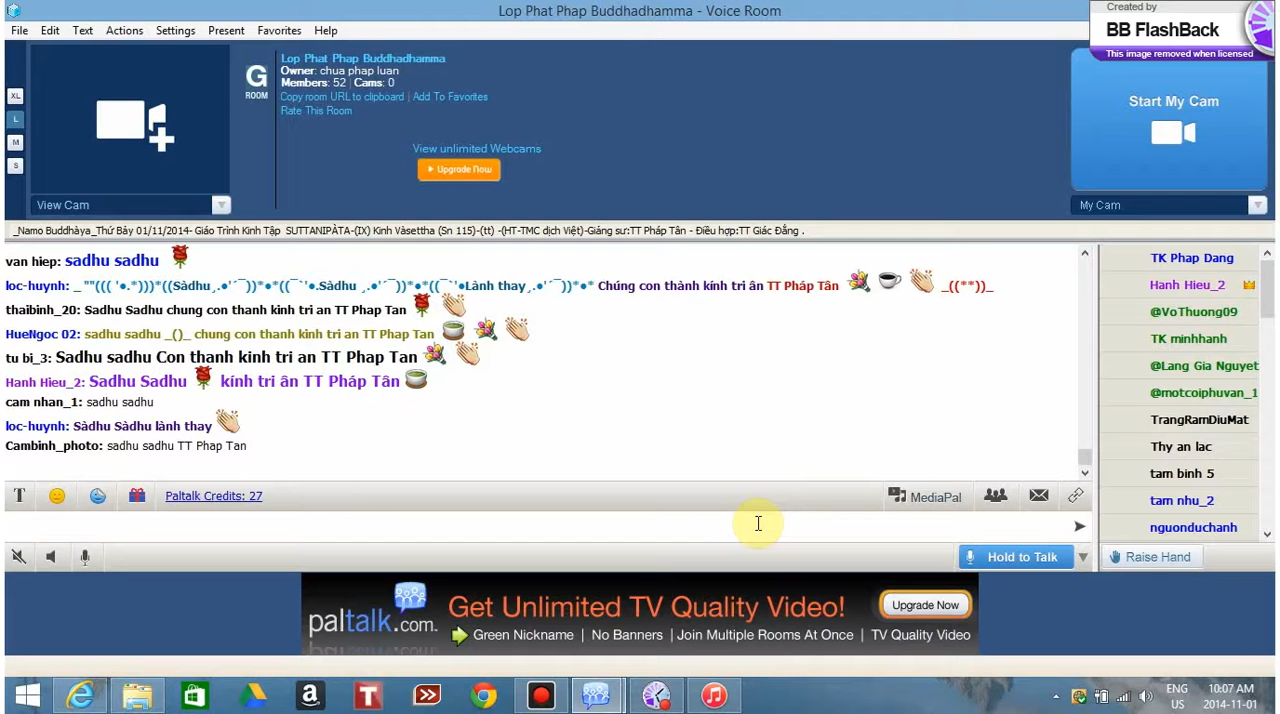 Lop Phat Phap Buddhadhamma - Voice Room
Created by
BB FlashBack
This image removed when licensed
File Edit Text Actions Settings Present Favorites Help
XL
L
M
S
View Cam
G
ROOM
Lop Phat Phap Buddhadhamma
Owner: chua phap luan
Members: 52 | Cams: 0
Copy room URL to clipboard | Add To Favorites
Rate This Room
View unlimited Webcams
Upgrade Now
Start My Cam
My Cam
_Namo Buddhàya_Thứ Bảy 01/11/2014- Giáo Trình Kinh Tập SUTTANIPÀTA-(IX) Kinh Vàsettha (Sn 115)-(tt) -(HT-TMC dịch Việt)-Giảng sư:TT Pháp Tân - Điều hợp:TT Giác Đẳng .
van hiep: sadhu sadhu
loc-huynh: _ ""((( '•.*)))*((Sàdhu¸.•'´¯))*●*((¯`'•.Sàdhu ¸.•'´¯))*●*((¯`'•Lành thay¸.•'´¯))*●* Chúng con thành kính tri ân TT Pháp Tân _((**))_
thaibinh_20: Sadhu Sadhu chung con thanh kinh tri an TT Phap Tan
HueNgoc 02: sadhu sadhu _()_ chung con thanh kinh tri an TT Phap Tan
tu bi_3: Sadhu sadhu Con thanh kinh tri an TT Phap Tan
Hanh Hieu_2: Sadhu Sadhu kính tri ân TT Pháp Tân
cam nhan_1: sadhu sadhu
loc-huynh: Sàdhu Sàdhu lành thay
Cambinh_photo: sadhu sadhu TT Phap Tan
TK Phap Dang
Hanh Hieu_2
@VoThuong09
TK minhhanh
@Lang Gia Nguyet
@motcoiphuvan_1
TrangRamDiuMat
Thy an lac
tam binh 5
tam nhu_2
nguonduchanh
T Paltalk Credits: 27 MediaPal
Hold to Talk
Raise Hand
paltalk.com.
Get Unlimited TV Quality Video!
Upgrade Now
Green Nickname | No Banners | Join Multiple Rooms At Once | TV Quality Video
ENG
US
10:07 AM
2014-11-01